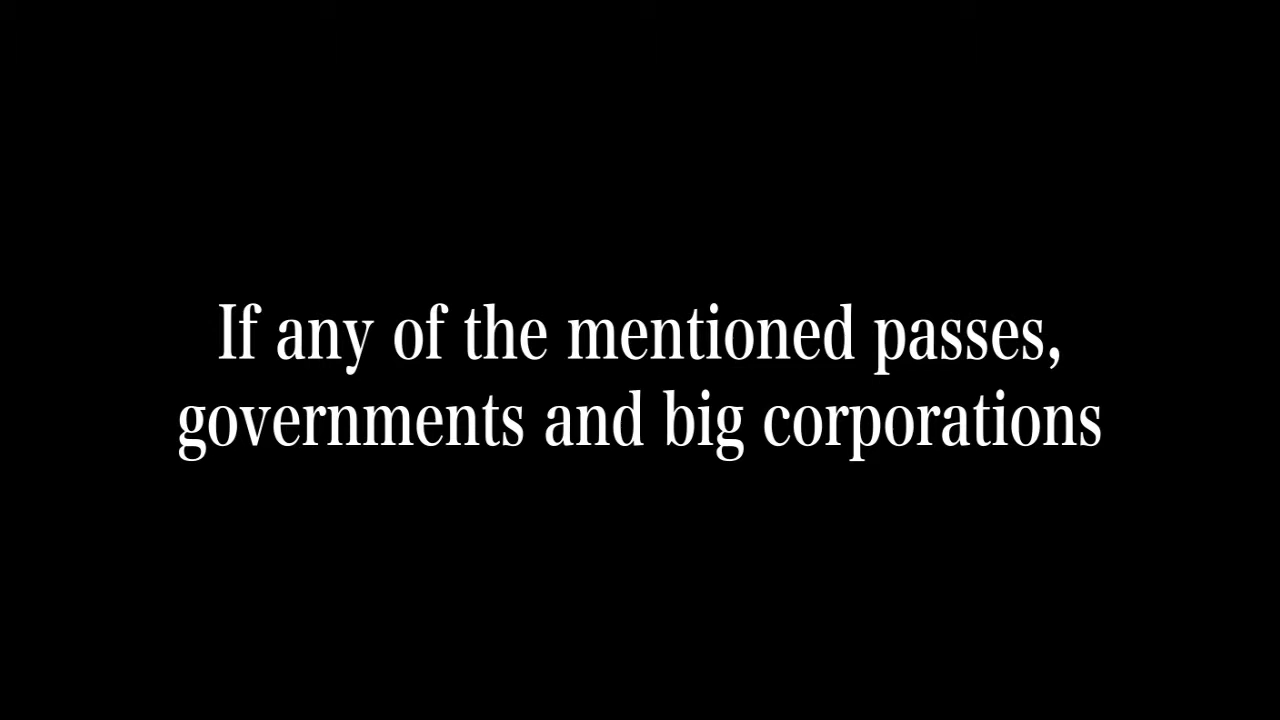 If any of the mentioned passes,
governments and big corporations